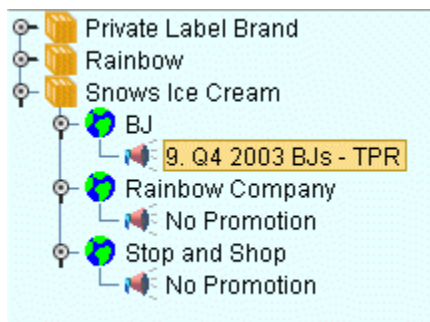 Private Label Brand
Rainbow
Snows Ice Cream
BJ
9. Q4 2003 BJs - TPR
Rainbow Company
No Promotion
Stop and Shop
No Promotion